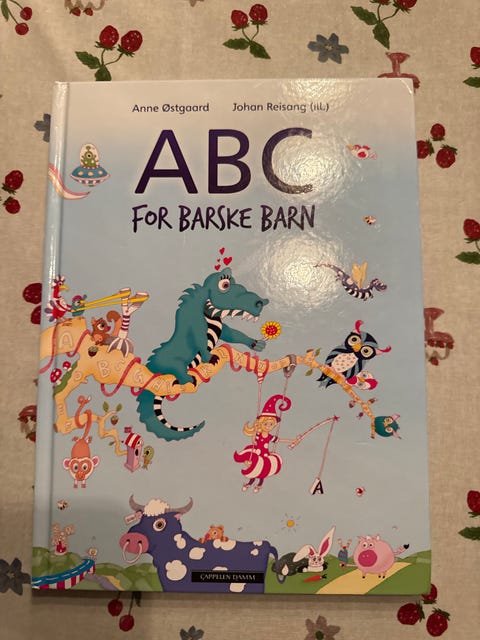 Anne Østgaard Johan Reisang (ill.)
ABC
FOR BARSKE BARN
A
CAPPELEN DAMM